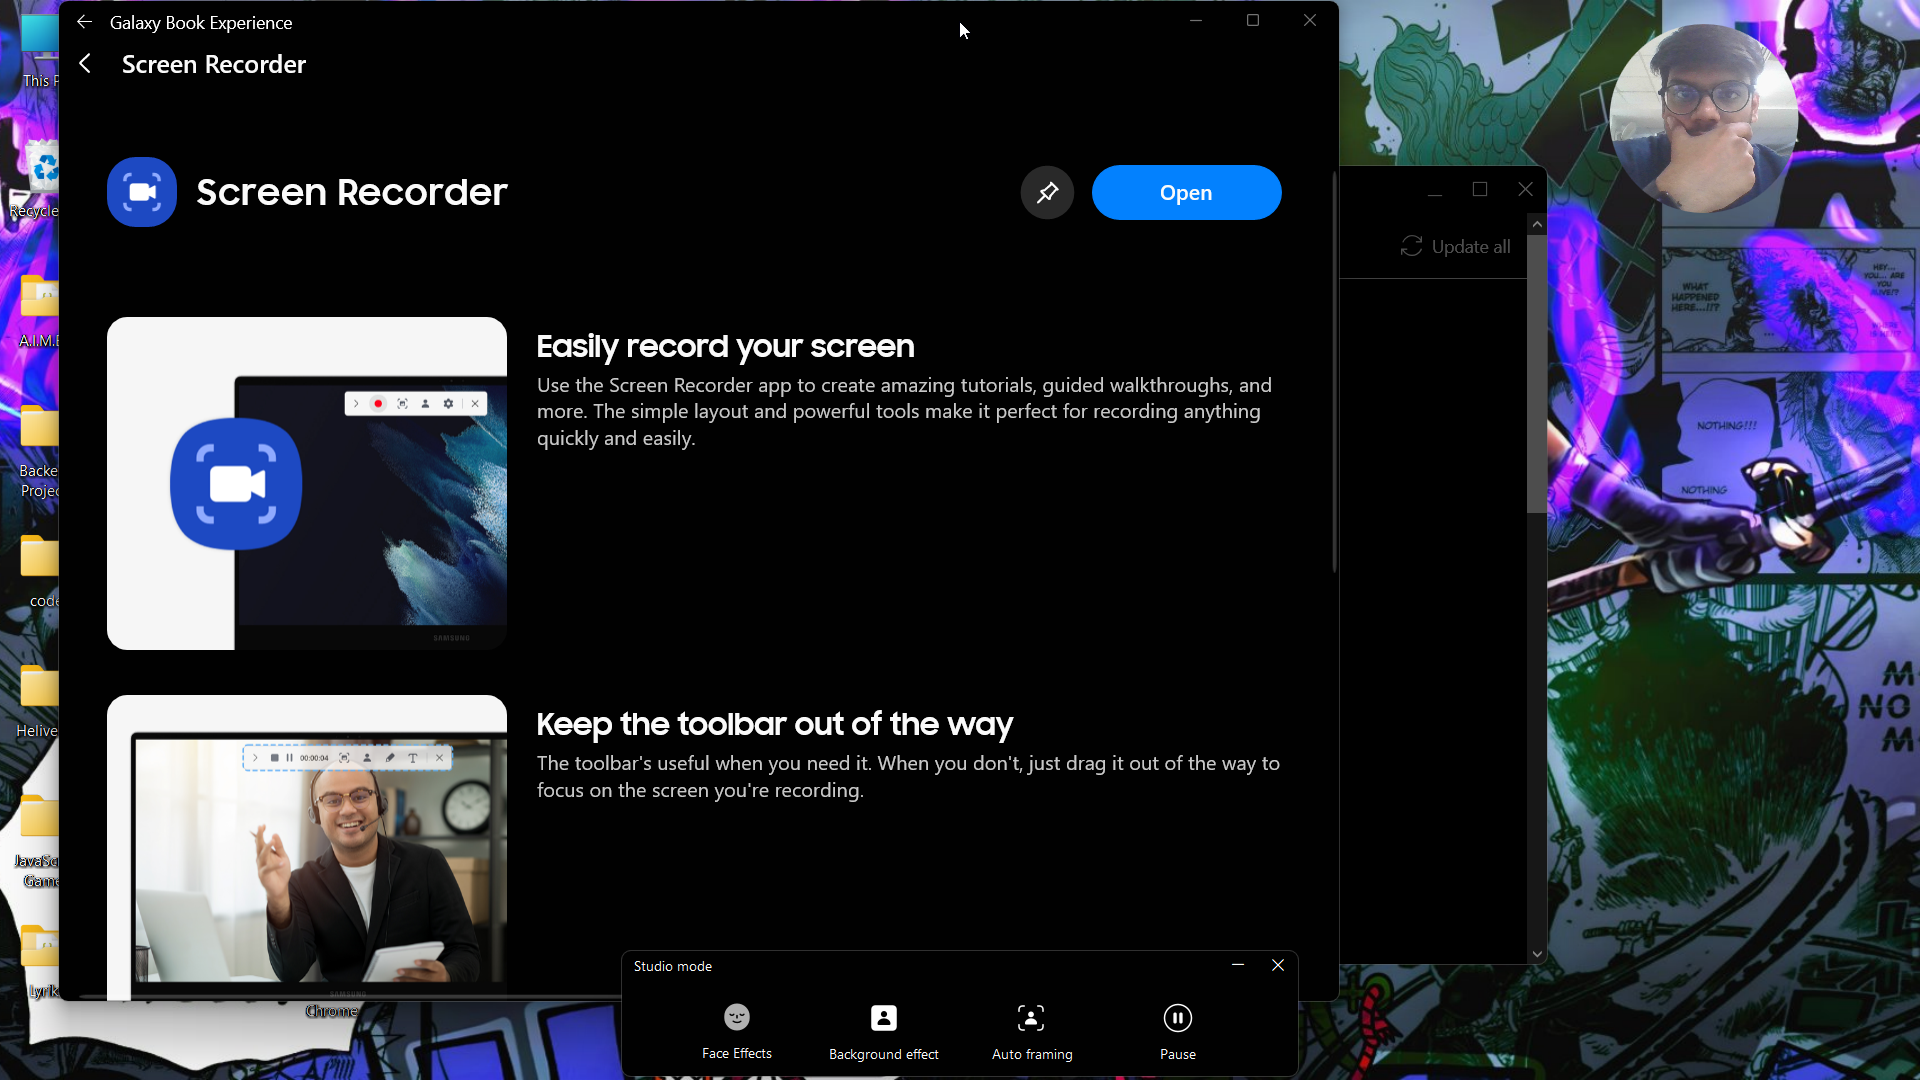 Galaxy Book Experience
Screen Recorder
This P
Recycle
A.I.M.E
Backe
Projec
code
Helive
JavaSc
Game
Lyrik
Chrome
Screen Recorder
Open
Update all
Easily record your screen
Use the Screen Recorder app to create amazing tutorials, guided walkthroughs, and
more. The simple layout and powerful tools make it perfect for recording anything
quickly and easily.
SAMSUNG
Keep the toolbar out of the way
The toolbar's useful when you need it. When you don't, just drag it out of the way to
focus on the screen you're recording.
00:00:04
SAMSUNG
Studio mode
Face Effects
Background effect
Auto framing
Pause
WHAT
HAPPENED
HERE...!!?
HEY...
YOU... ARE
YOU
ALIVE!?
NOTHING!!!
NOTHING
M
NO
M